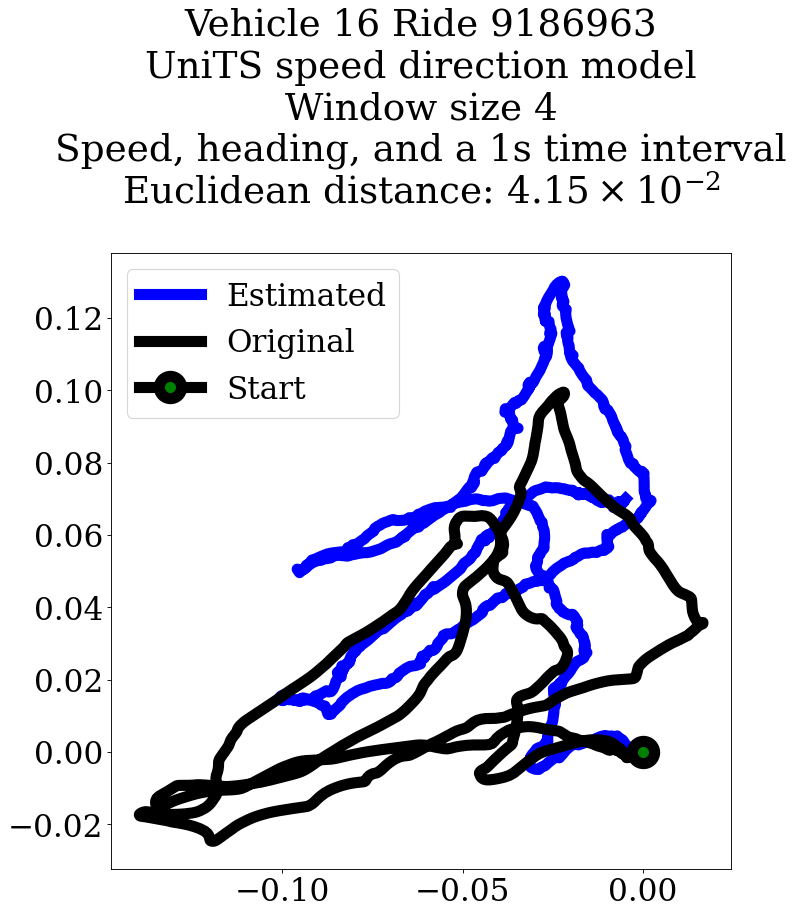 Vehicle 16 Ride 9186963
UniTS speed direction model
Window size 4
Speed, heading, and a 1s time interval
Euclidean distance: 4.15 × 10⁻²
Estimated
Original
Start
0.12
0.10
0.08
0.06
0.04
0.02
0.00
−0.02
−0.10 −0.05 0.00